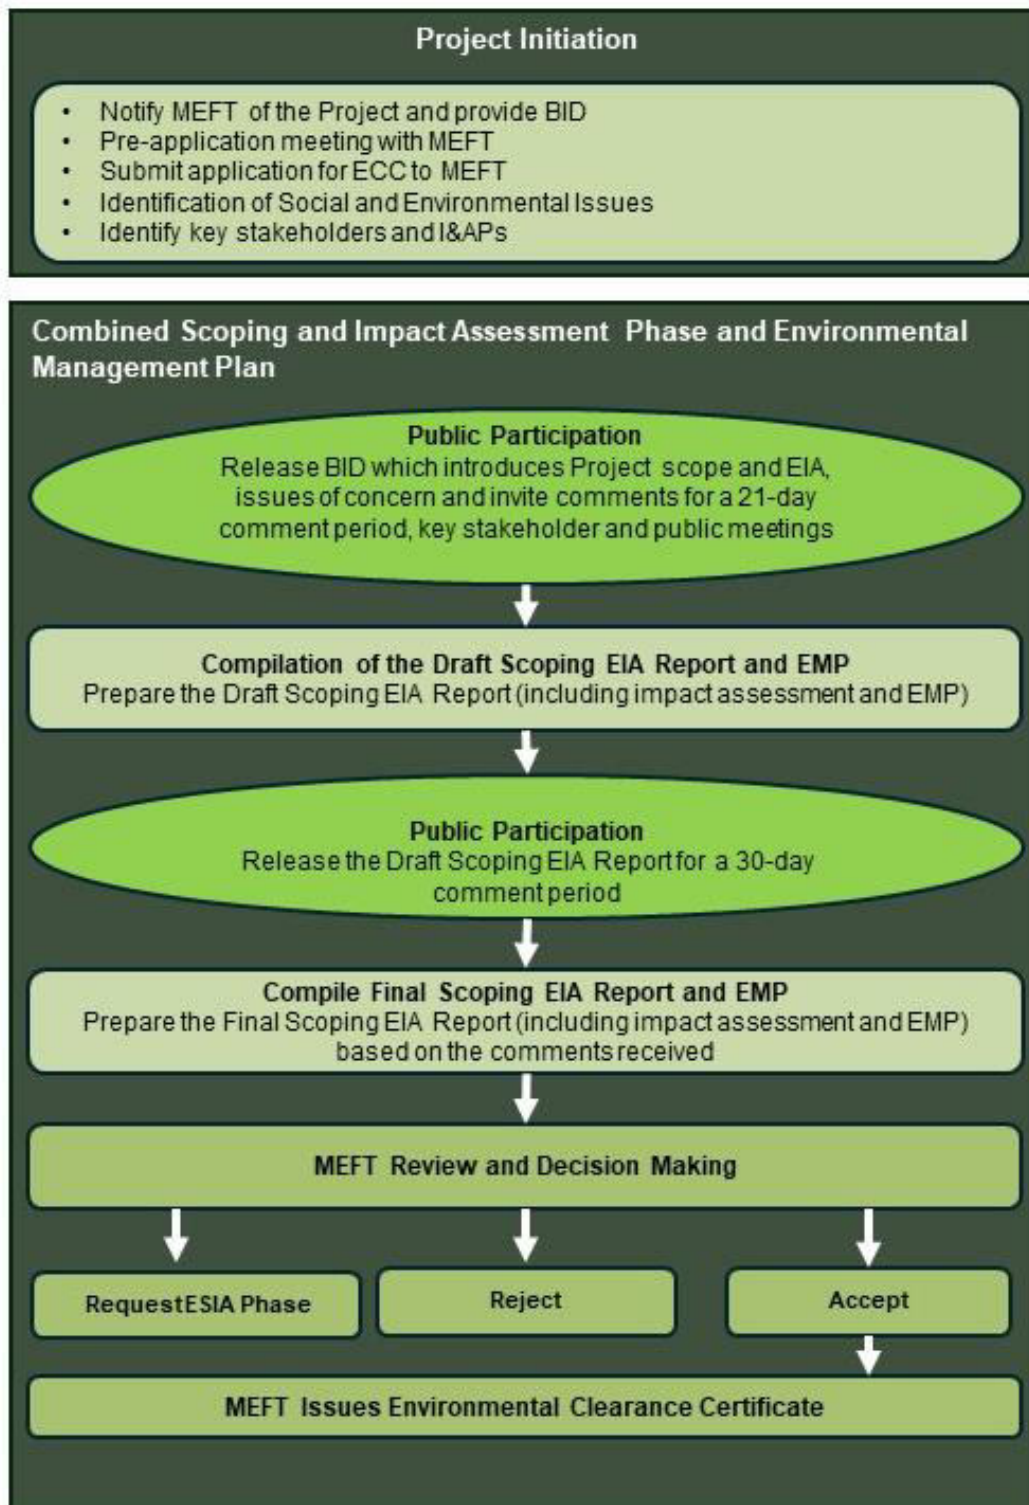 Project Initiation
• Notify MEFT of the Project and provide BID
• Pre-application meeting with MEFT
• Submit application for ECC to MEFT
• Identification of Social and Environmental Issues
• Identify key stakeholders and I&APs
Combined Scoping and Impact Assessment Phase and Environmental
Management Plan
Public Participation
Release BID which introduces Project scope and EIA,
issues of concern and invite comments for a 21-day
comment period, key stakeholder and public meetings
Compilation of the Draft Scoping EIA Report and EMP
Prepare the Draft Scoping EIA Report (including impact assessment and EMP)
Public Participation
Release the Draft Scoping EIA Report for a 30-day
comment period
Compile Final Scoping EIA Report and EMP
Prepare the Final Scoping EIA Report (including impact assessment and EMP)
based on the comments received
MEFT Review and Decision Making
Request ESIA Phase
Reject
Accept
MEFT Issues Environmental Clearance Certificate